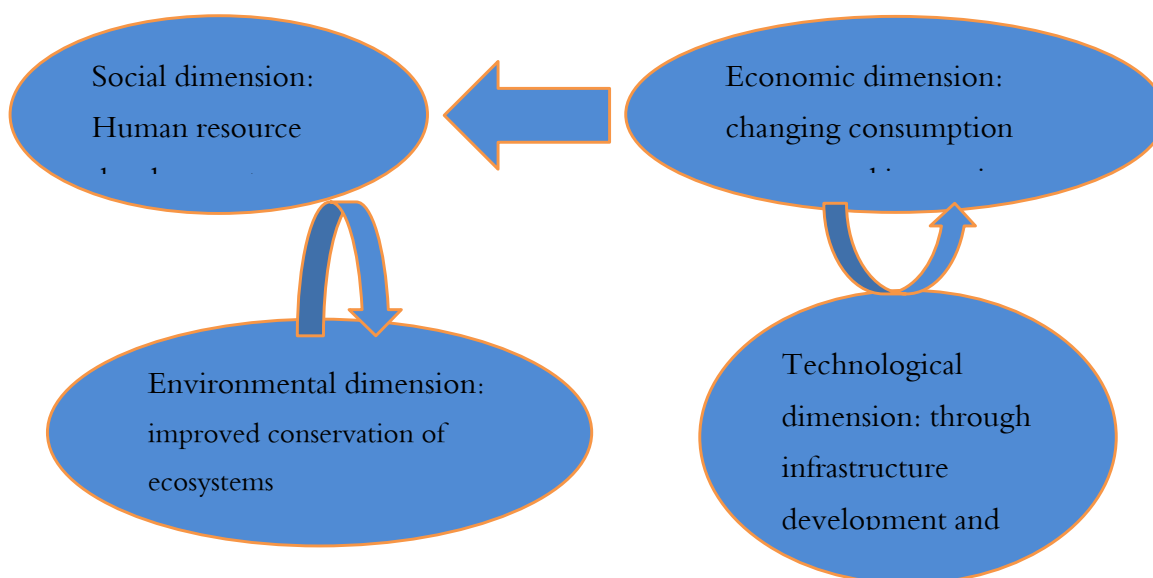 Social dimension:
Human resource
Economic dimension:
changing consumption
Environmental dimension:
improved conservation of
ecosystems
Technological
dimension: through
infrastructure
development and